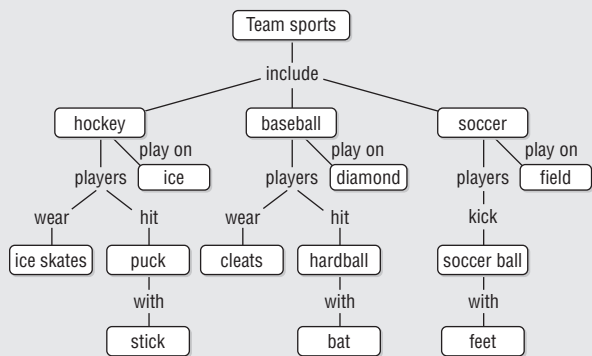 Team sports
include
hockey baseball soccer
play on play on play on
players ice players diamond players field
wear hit wear hit kick
ice skates puck cleats hardball soccer ball
with with with
stick bat feet